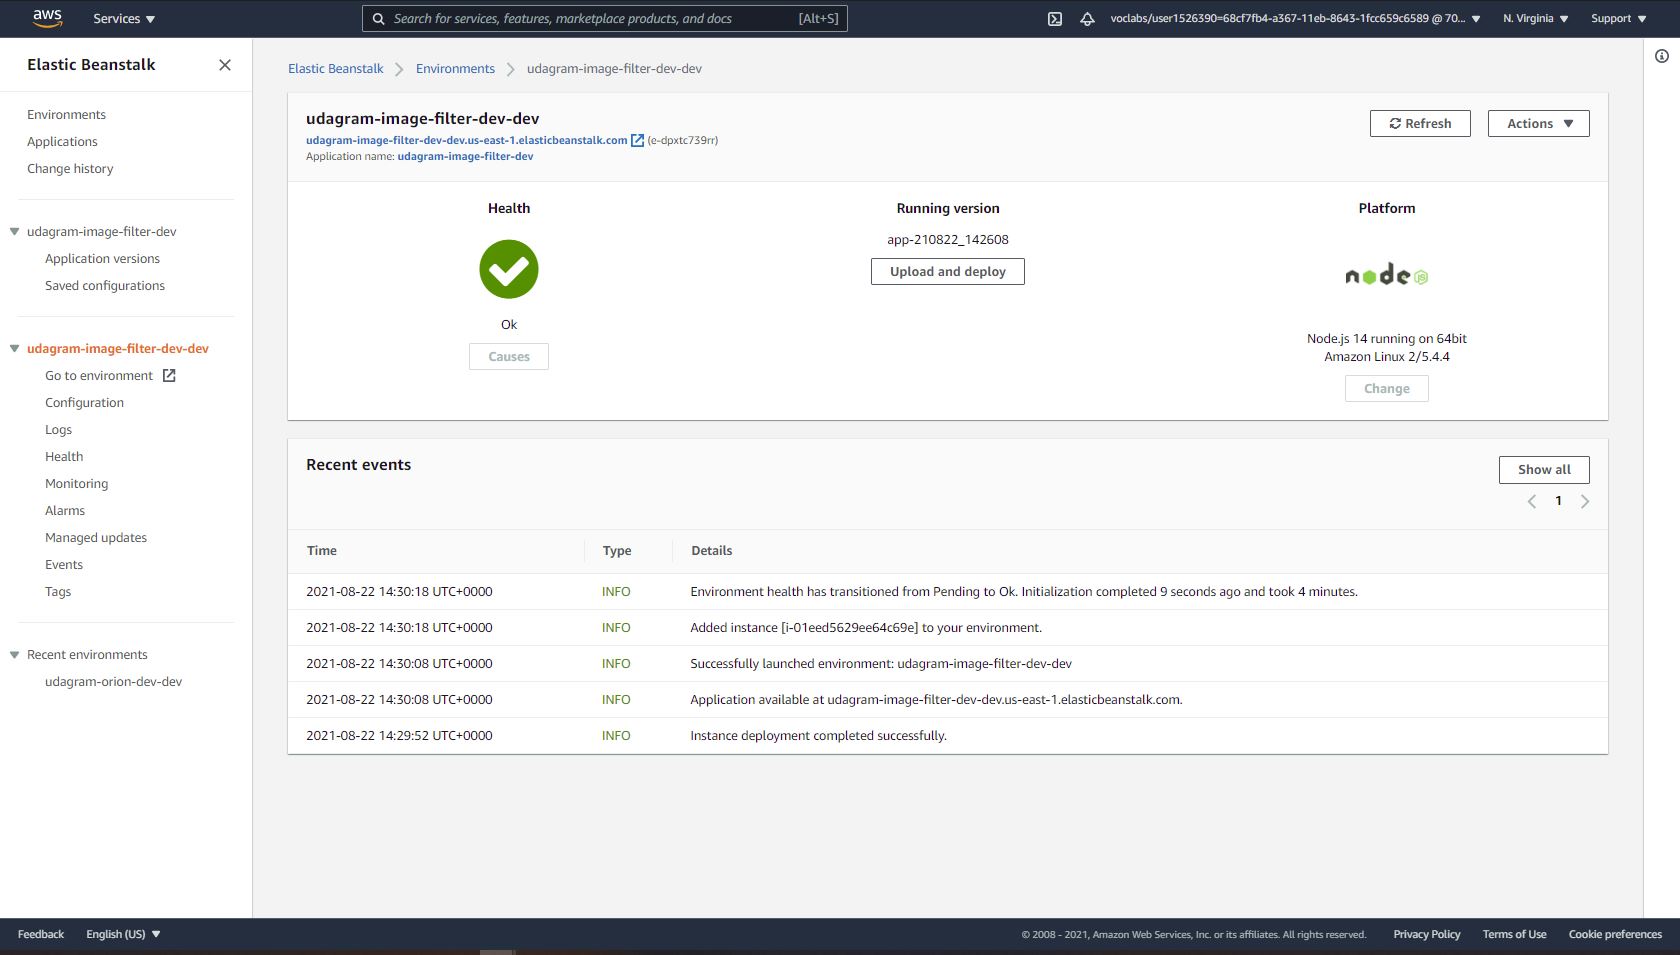 aws
Services
Search for services, features, marketplace products, and docs [Alt+S]
voclabs/user1526390=68cf7fb4-a367-11eb-8643-1fcc659c6589 @ 70...
N. Virginia
Support
Elastic Beanstalk
Environments
Applications
Change history
udagram-image-filter-dev
Application versions
Saved configurations
udagram-image-filter-dev-dev
Go to environment
Configuration
Logs
Health
Monitoring
Alarms
Managed updates
Events
Tags
Recent environments
udagram-orion-dev-dev
Elastic Beanstalk > Environments > udagram-image-filter-dev-dev
udagram-image-filter-dev-dev
udagram-image-filter-dev-dev.us-east-1.elasticbeanstalk.com (e-dpxtc739rr)
Application name: udagram-image-filter-dev
Refresh
Actions
Health
Ok
Causes
Running version
app-210822_142608
Upload and deploy
Platform
node JS
Node.js 14 running on 64bit
Amazon Linux 2/5.4.4
Change
Recent events
Show all
1
Time Type Details
2021-08-22 14:30:18 UTC+0000 INFO Environment health has transitioned from Pending to Ok. Initialization completed 9 seconds ago and took 4 minutes.
2021-08-22 14:30:18 UTC+0000 INFO Added instance [i-01eed5629ee64c69e] to your environment.
2021-08-22 14:30:08 UTC+0000 INFO Successfully launched environment: udagram-image-filter-dev-dev
2021-08-22 14:30:08 UTC+0000 INFO Application available at udagram-image-filter-dev-dev.us-east-1.elasticbeanstalk.com.
2021-08-22 14:29:52 UTC+0000 INFO Instance deployment completed successfully.
Feedback
English (US)
© 2008 - 2021, Amazon Web Services, Inc. or its affiliates. All rights reserved.
Privacy Policy
Terms of Use
Cookie preferences